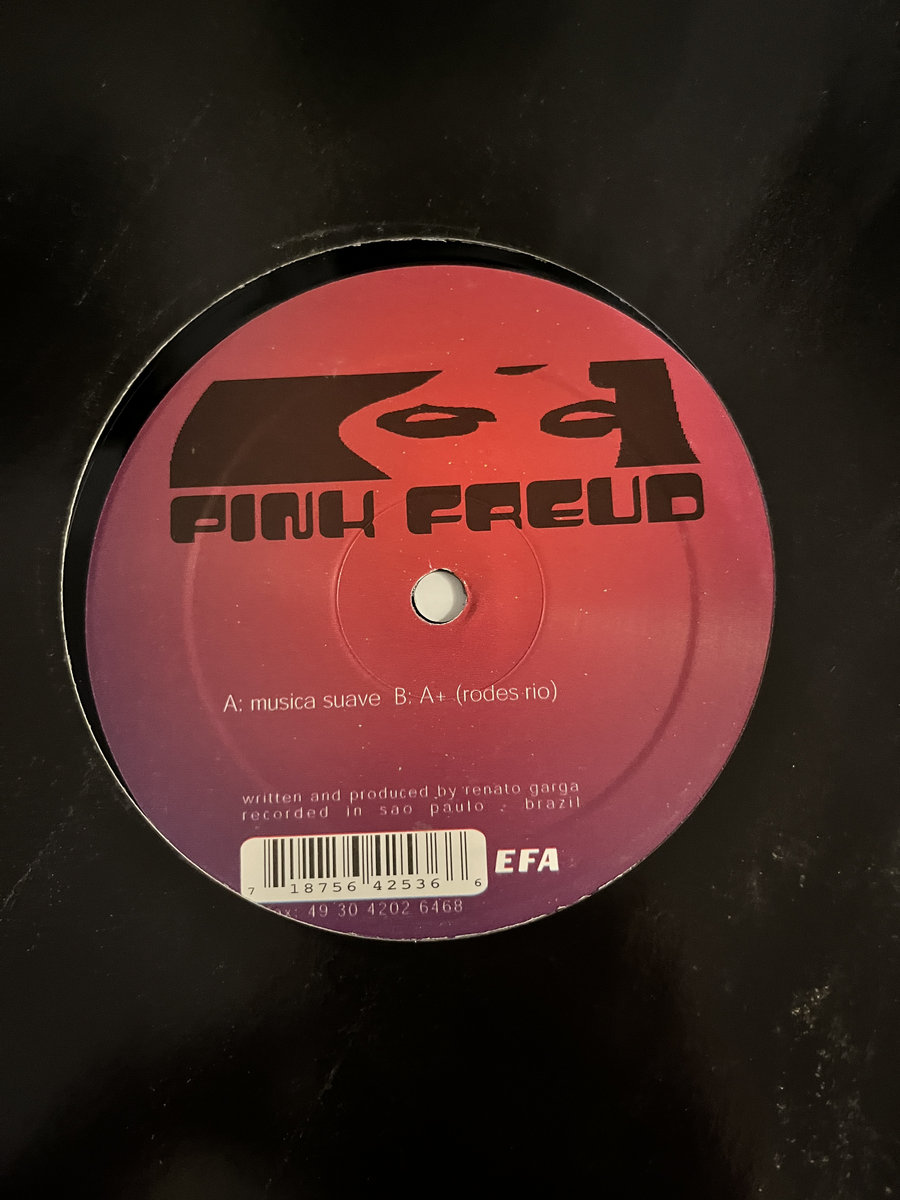 PINK FREUD
A: musica suave B: A+ (rodes rio)
written and produced by renato garga
recorded in sao paulo - brazil
EFA
7 18756 42536 6
49 30 4202 6468